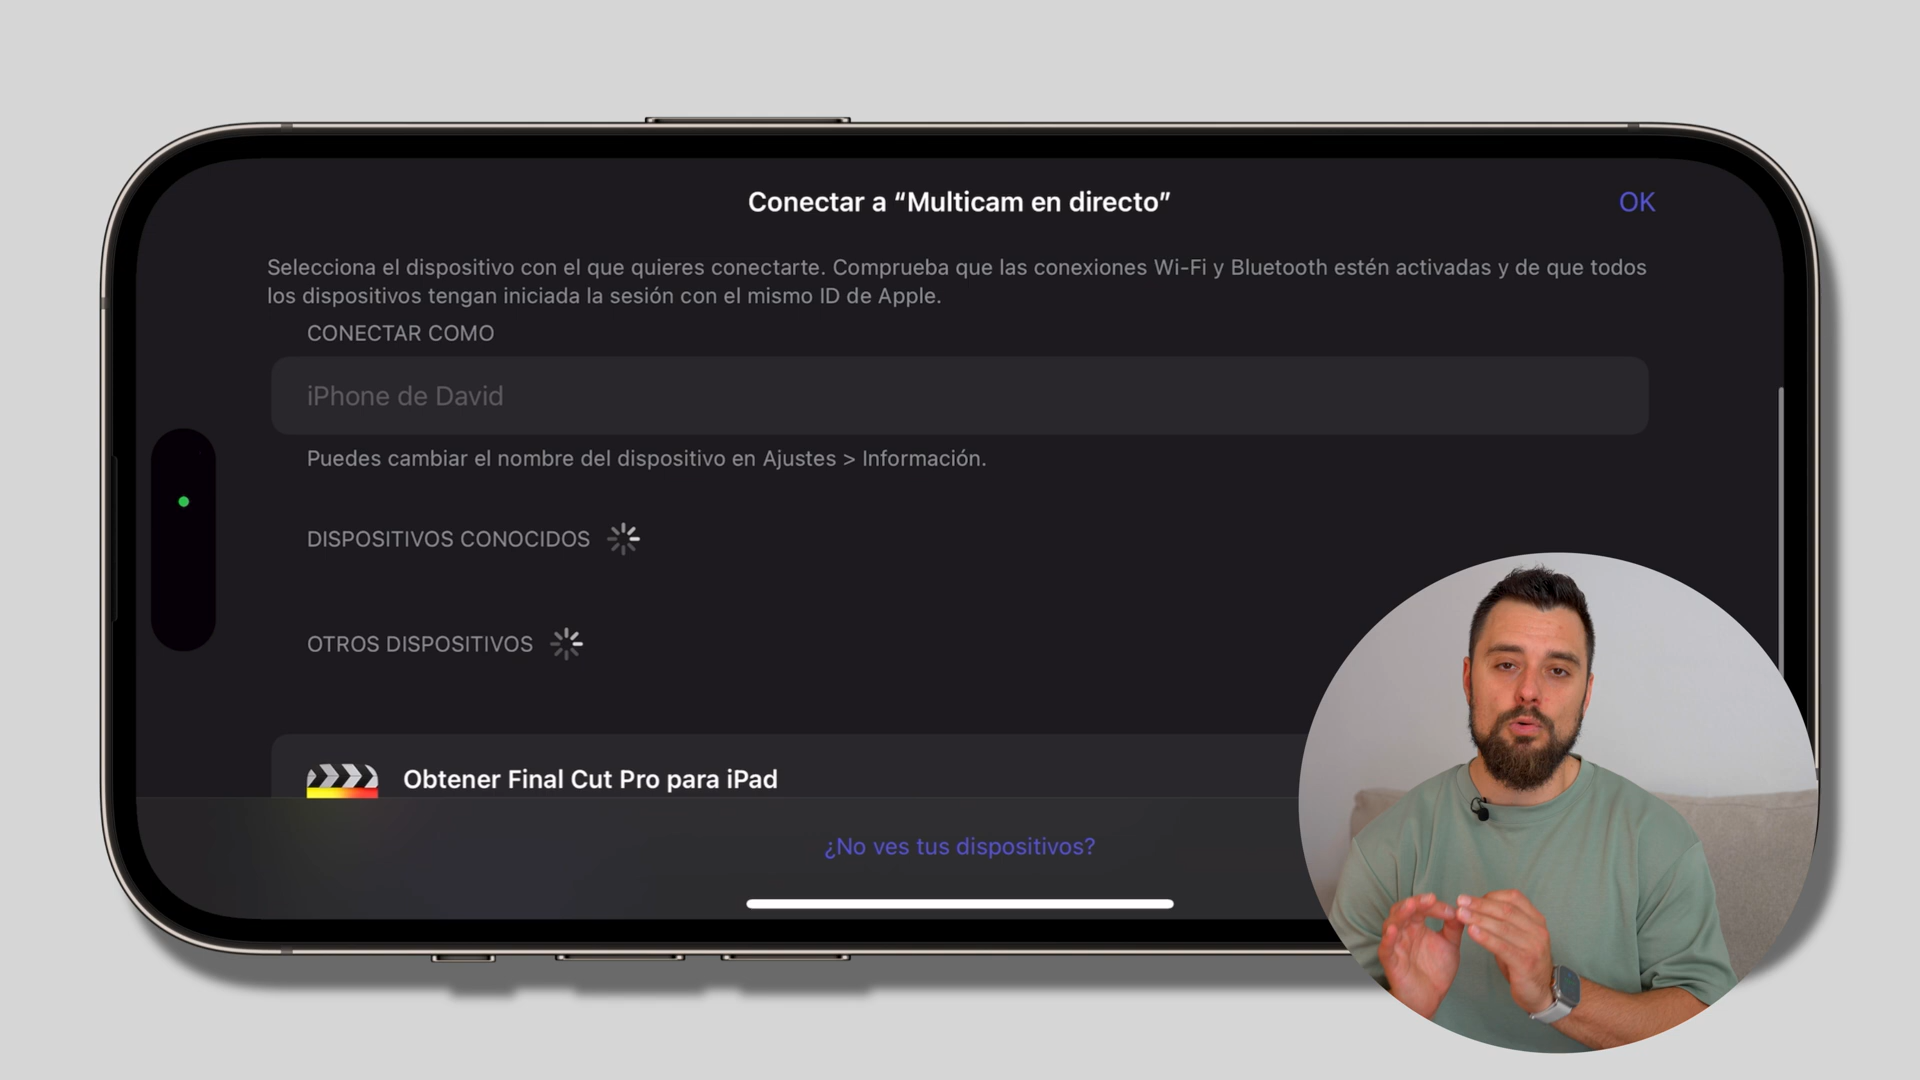 Conectar a “Multicam en directo”
OK
Selecciona el dispositivo con el que quieres conectarte. Comprueba que las conexiones Wi-Fi y Bluetooth estén activadas y de que todos
los dispositivos tengan iniciada la sesión con el mismo ID de Apple.
CONECTAR COMO
iPhone de David
Puedes cambiar el nombre del dispositivo en Ajustes > Información.
DISPOSITIVOS CONOCIDOS
OTROS DISPOSITIVOS
Obtener Final Cut Pro para iPad
¿No ves tus dispositivos?